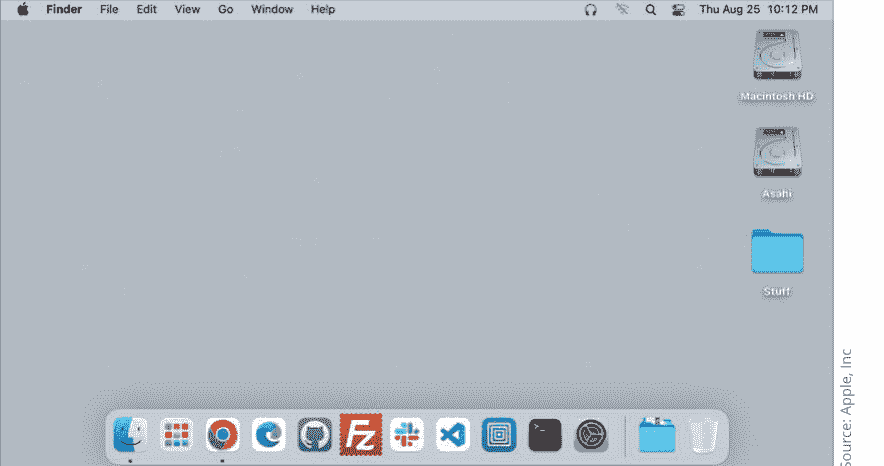 Finder File Edit View Go Window Help Thu Aug 25 10:12 PM
Macintosh HD
Asahi
Stuff
Fz
>_
Source: Apple, Inc